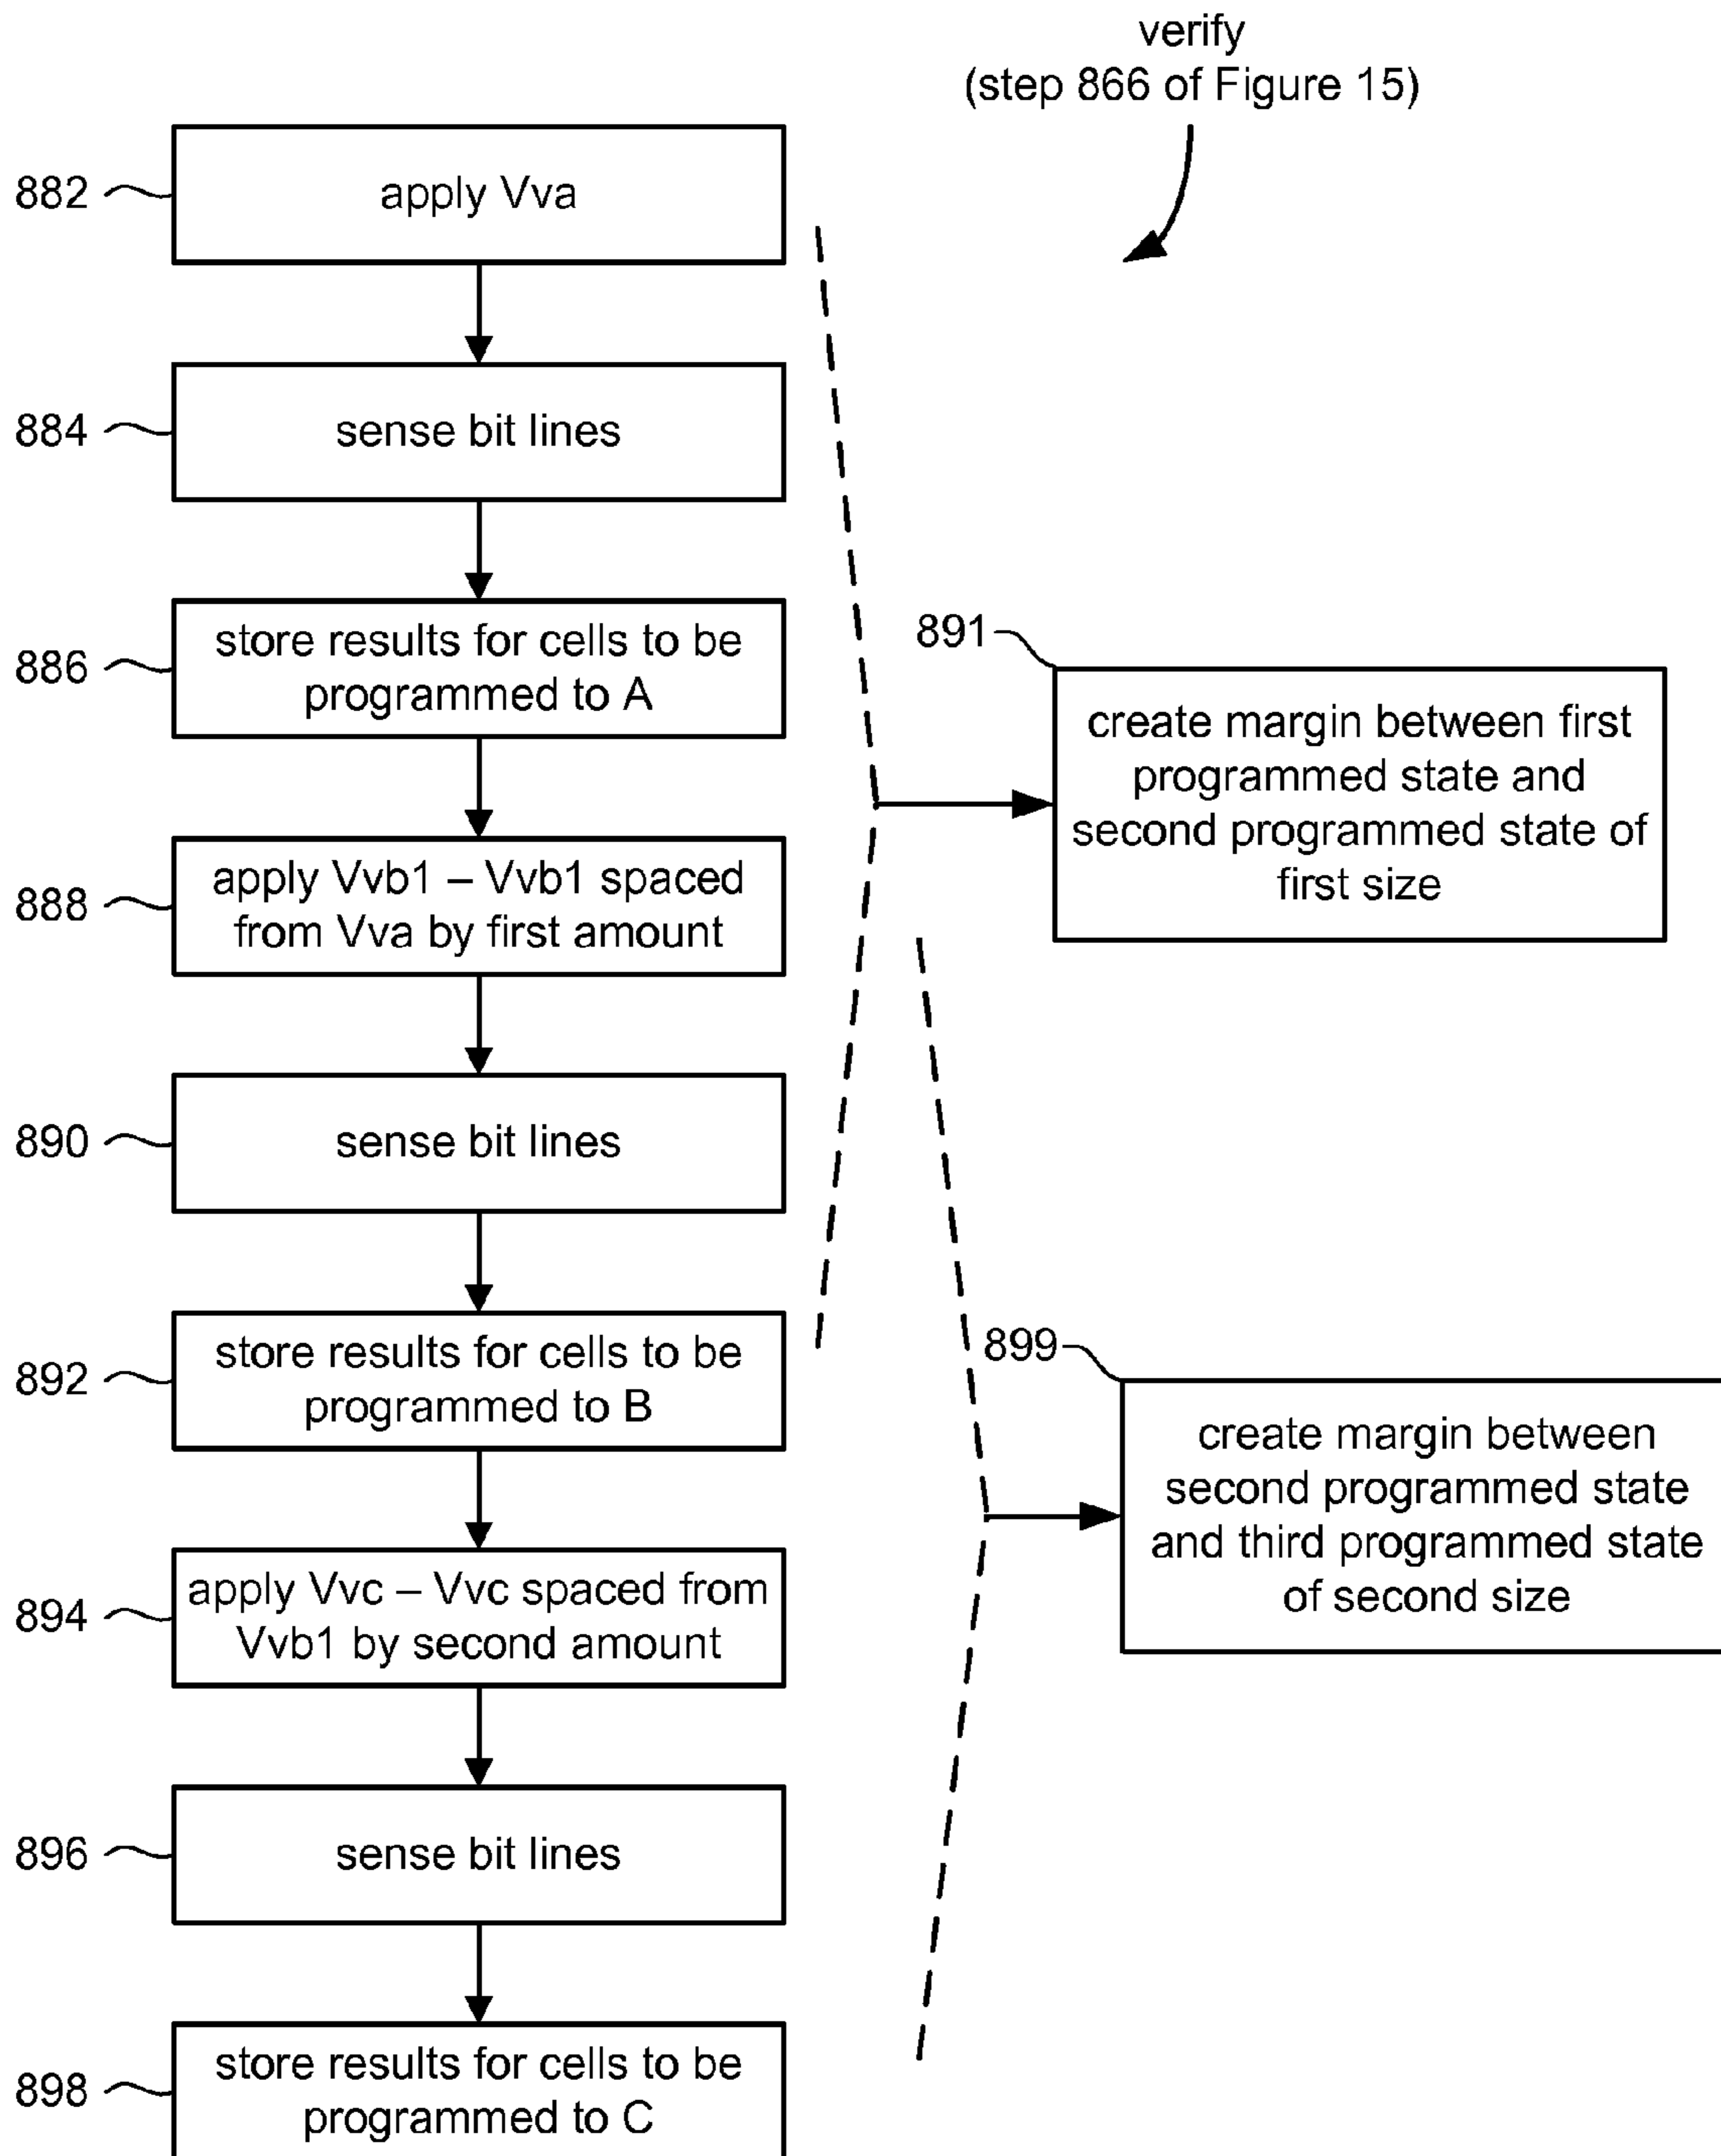 verify
(step 866 of Figure 15)
882
apply Vva
884
sense bit lines
886
store results for cells to be
programmed to A
888
apply Vvb1 – Vvb1 spaced
from Vva by first amount
890
sense bit lines
891
create margin between first
programmed state and
second programmed state of
first size
892
store results for cells to be
programmed to B
894
apply Vvc – Vvc spaced from
Vvb1 by second amount
896
sense bit lines
898
store results for cells to be
programmed to C
899
create margin between
second programmed state
and third programmed state
of second size